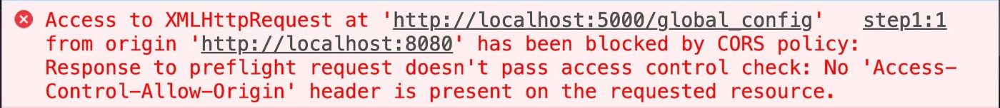 Access to XMLHttpRequest at 'http://localhost:5000/global_config' step1:1
from origin 'http://localhost:8080' has been blocked by CORS policy:
Response to preflight request doesn't pass access control check: No 'Access-
Control-Allow-Origin' header is present on the requested resource.